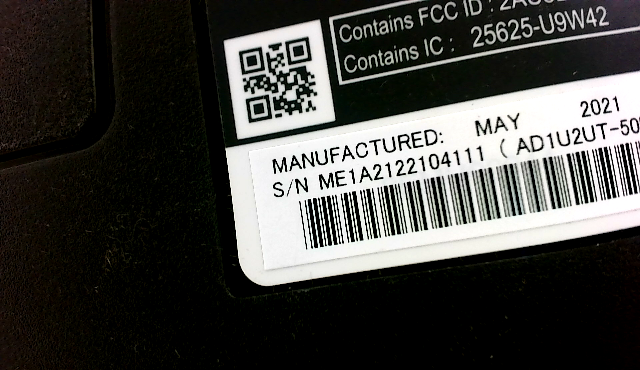 Contains FCC ID :
Contains IC : 25625-U9W42
MANUFACTURED: MAY 2021
S/N ME1A2122104111 ( AD1U2UT-50